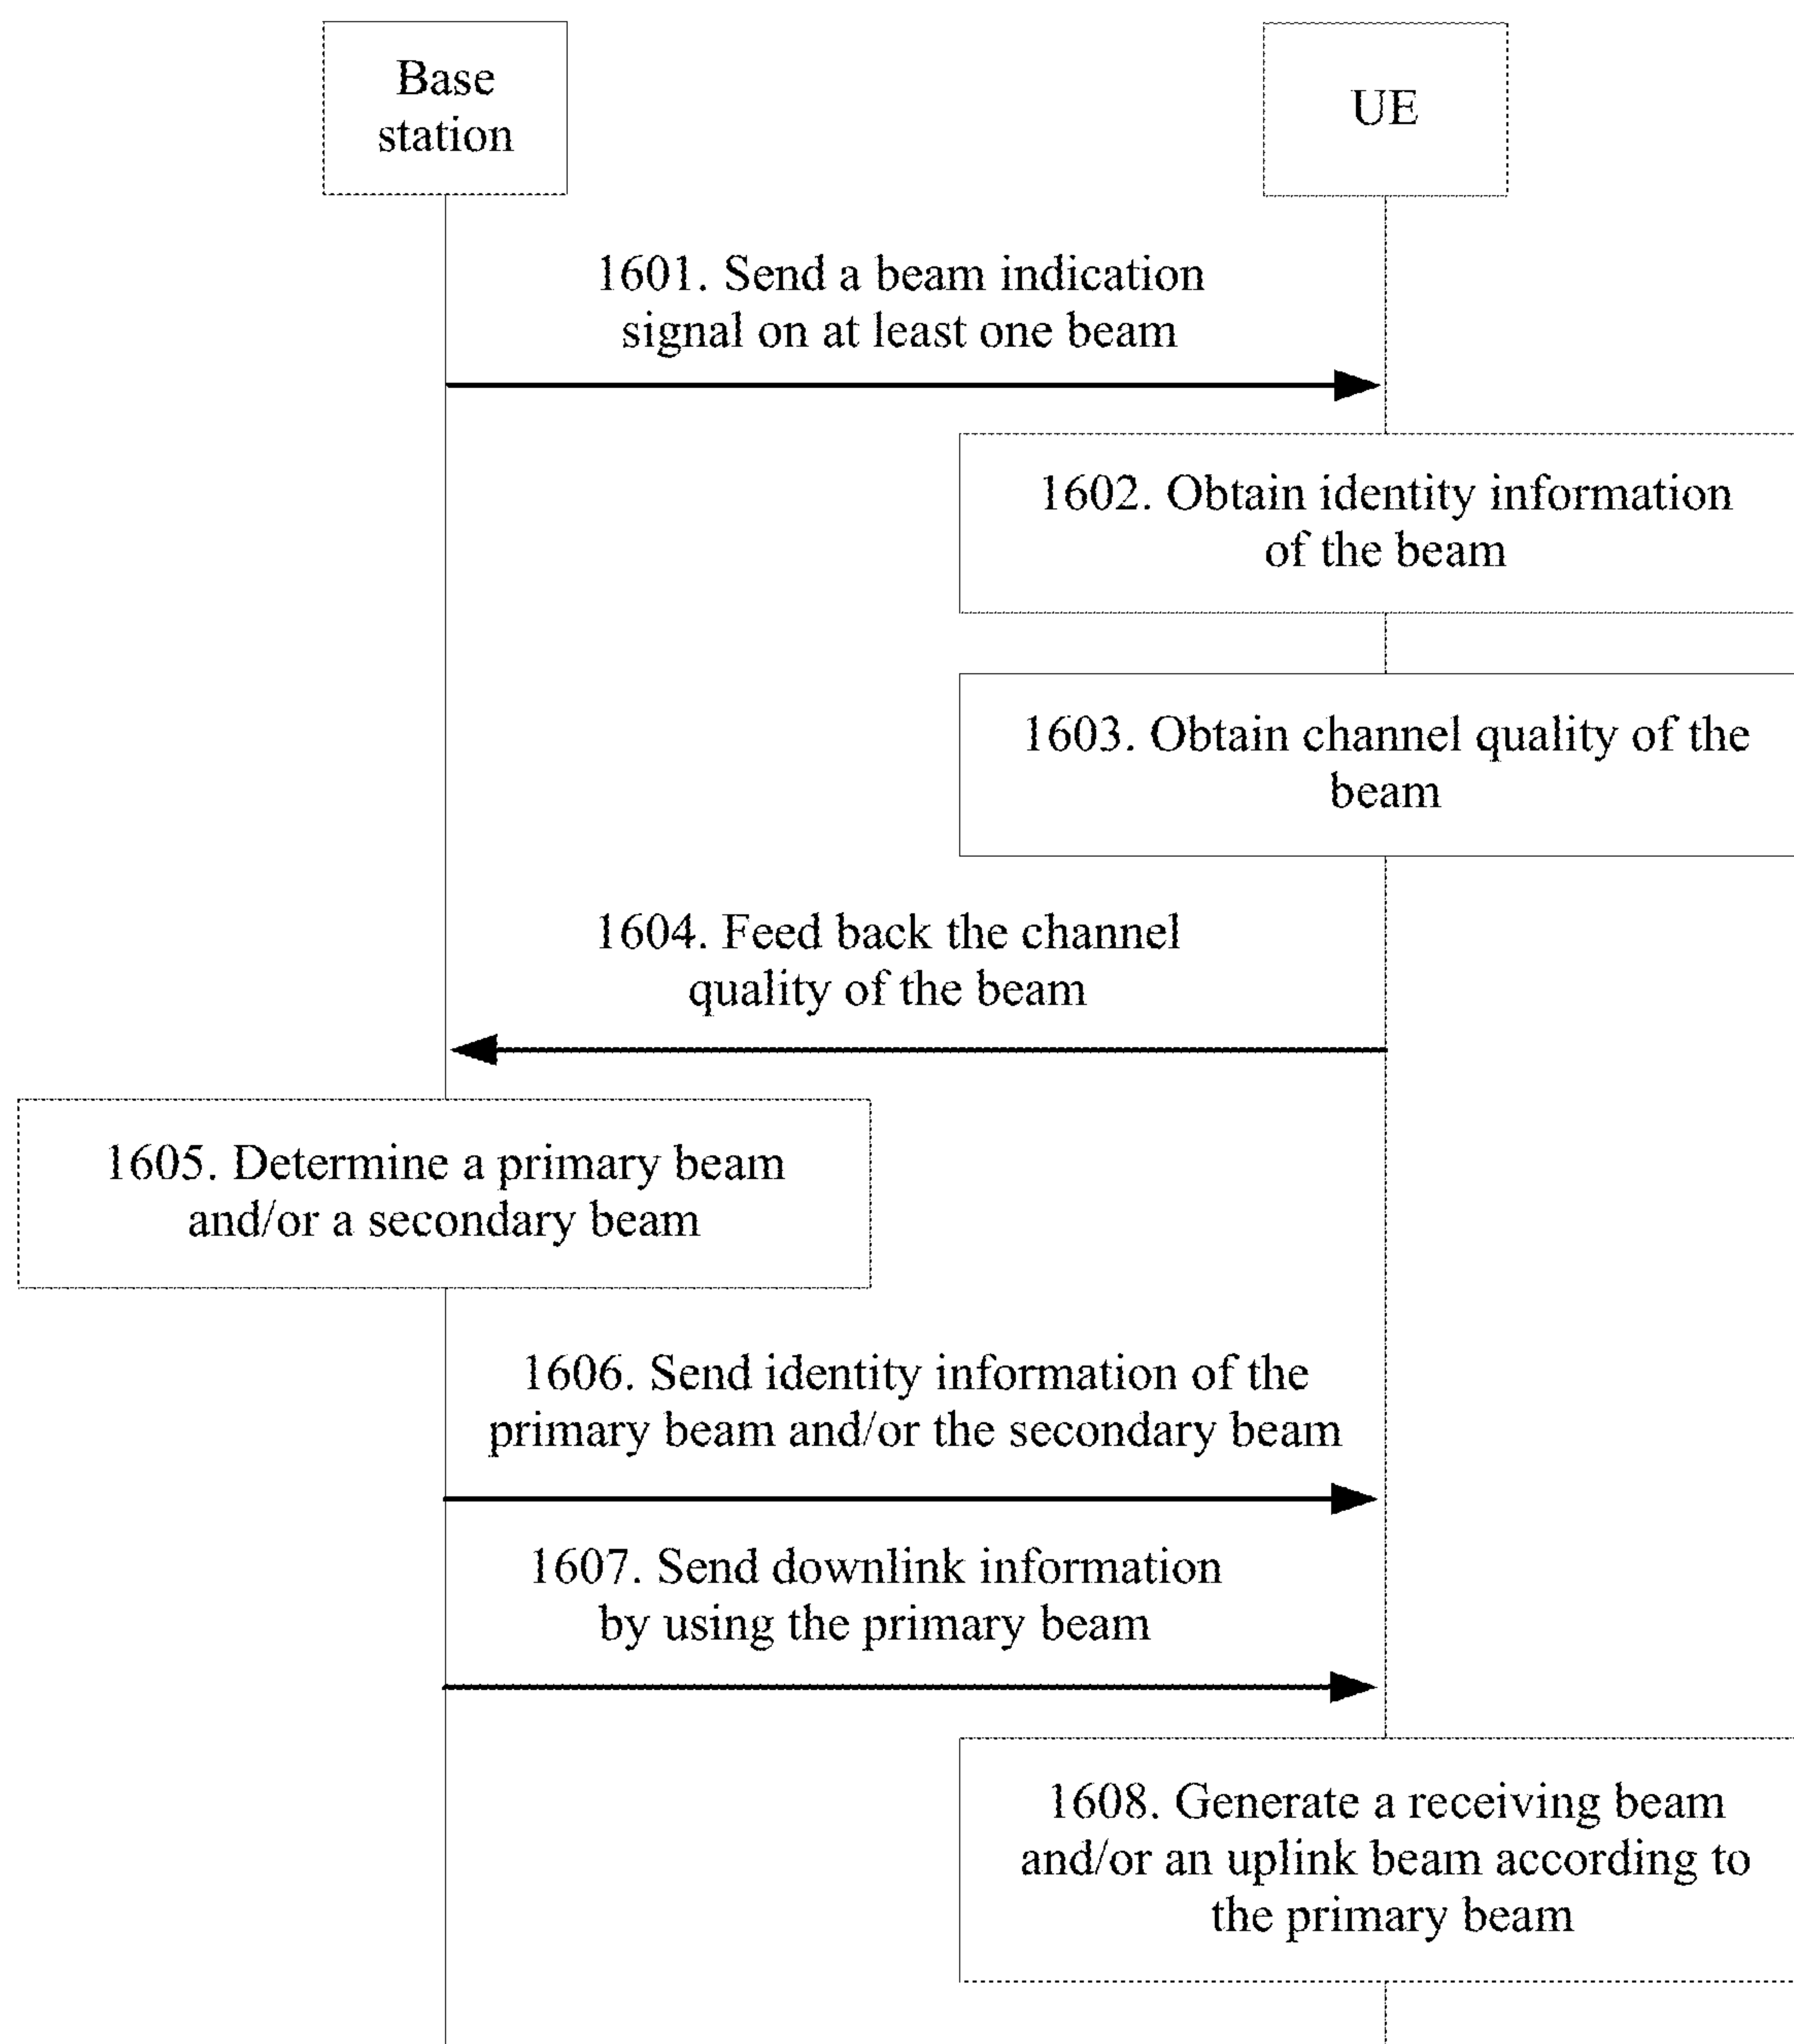 Base
station
UE
1601. Send a beam indication
signal on at least one beam
1602. Obtain identity information
of the beam
1603. Obtain channel quality of the
beam
1604. Feed back the channel
quality of the beam
1605. Determine a primary beam
and/or a secondary beam
1606. Send identity information of the
primary beam and/or the secondary beam
1607. Send downlink information
by using the primary beam
1608. Generate a receiving beam
and/or an uplink beam according to
the primary beam